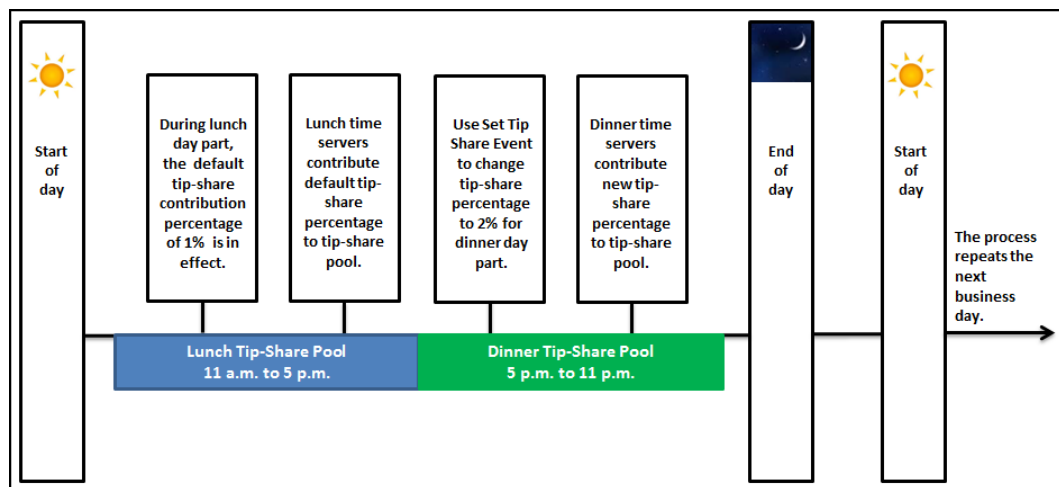 Start
of
day
During lunch
day part,
the default
tip-share
contribution
percentage
of 1% is in
effect.
Lunch time
servers
contribute
default tip-
share
percentage
to tip-share
pool.
Use Set Tip
Share Event
to change
tip-share
percentage
to 2% for
dinner day
part.
Dinner time
servers
contribute
new tip-
share
percentage
to tip-share
pool.
End
of
day
Start
of
day
The process
repeats the
next
business
day.
Lunch Tip-Share Pool
11 a.m. to 5 p.m.
Dinner Tip-Share Pool
5 p.m. to 11 p.m.